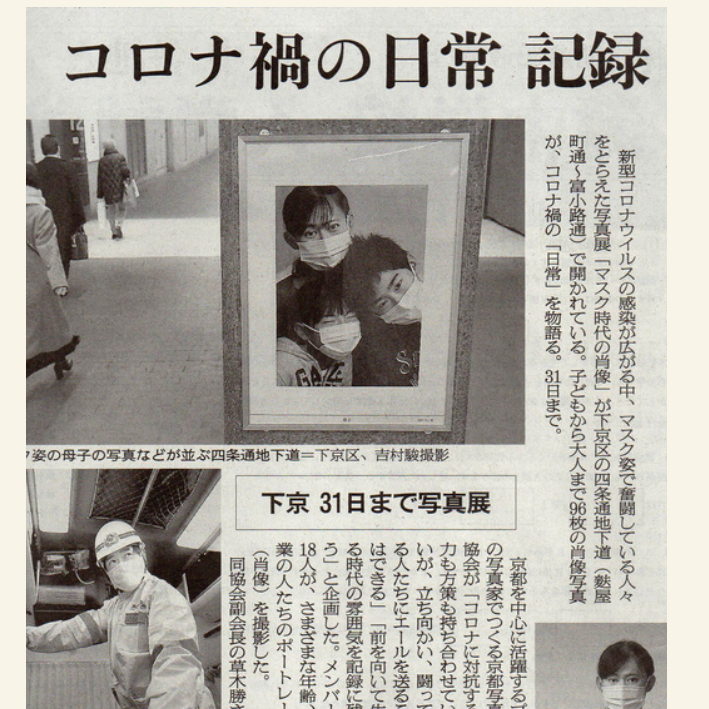 コロナ禍の日常 記録
新型コロナウイルスの感染が広がる中、マスク姿で奮闘している人々
をとらえた写真展「マスク時代の肖像」が下京区の四条通地下道（麩屋
町通～富小路通）で開かれている。子どもから大人まで96枚の肖像写真
が、コロナ禍の「日常」を物語る。31日まで。
姿の母子の写真などが並ぶ四条通地下道＝下京区、吉村駿撮影
下京 31日まで写真展
京都を中心に活躍するプ
の写真家でつくる京都写真
協会が「コロナに対抗する
力も方策も持ち合わせてい
いが、立ち向かい、闘って
る人たちにエールを送るこ
はできる」「前を向いて生
る時代の雰囲気を記録に残
う」と企画した。メンバー
18人が、さまざまな年齢、
業の人たちのポートレー
（肖像）を撮影した。
同協会副会長の草木勝さ